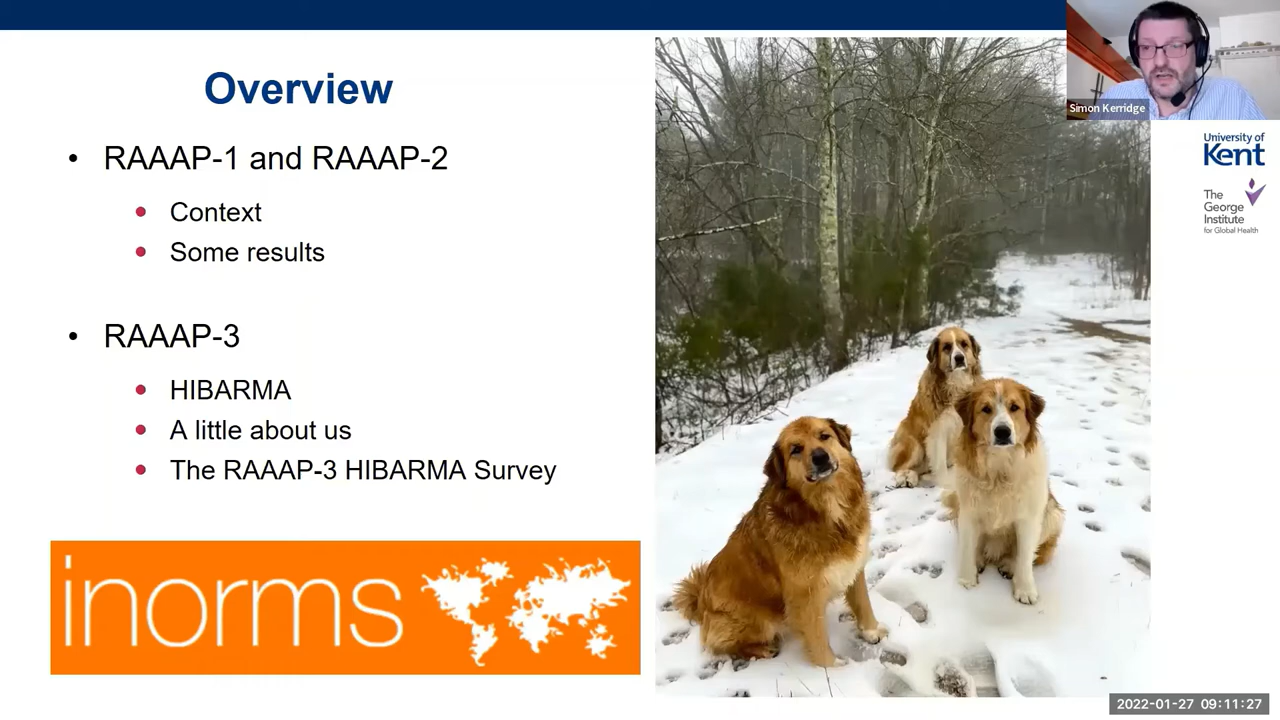 Overview
• RAAAP-1 and RAAAP-2
• Context
• Some results
• RAAAP-3
• HIBARMA
• A little about us
• The RAAAP-3 HIBARMA Survey
inorms
Simon Kerridge
University of
Kent
The
George
Institute
for Global Health
2022-01-27 09:11:27